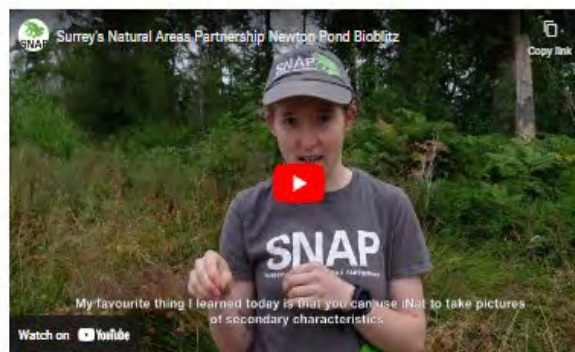 SNAP
Surrey's Natural Areas Partnership Newton Pond Bioblitz
Copy link
SNAP
SNAP
My favourite thing I learned today is that you can use iNat to take pictures
of secondary characteristics
Watch on YouTube